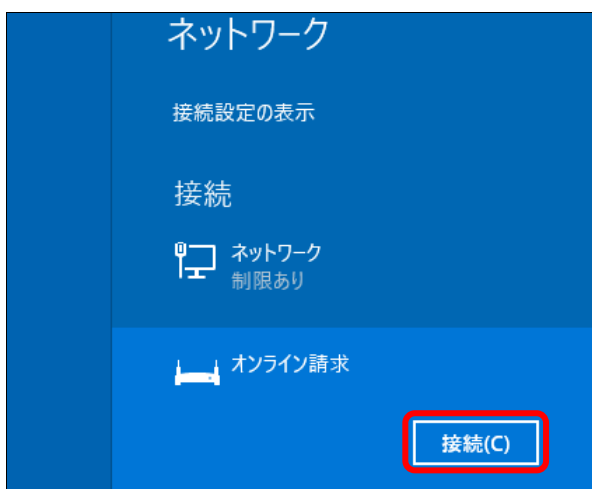 ネットワーク
接続設定の表示
接続
ネットワーク
制限あり
オンライン請求
接続(C)